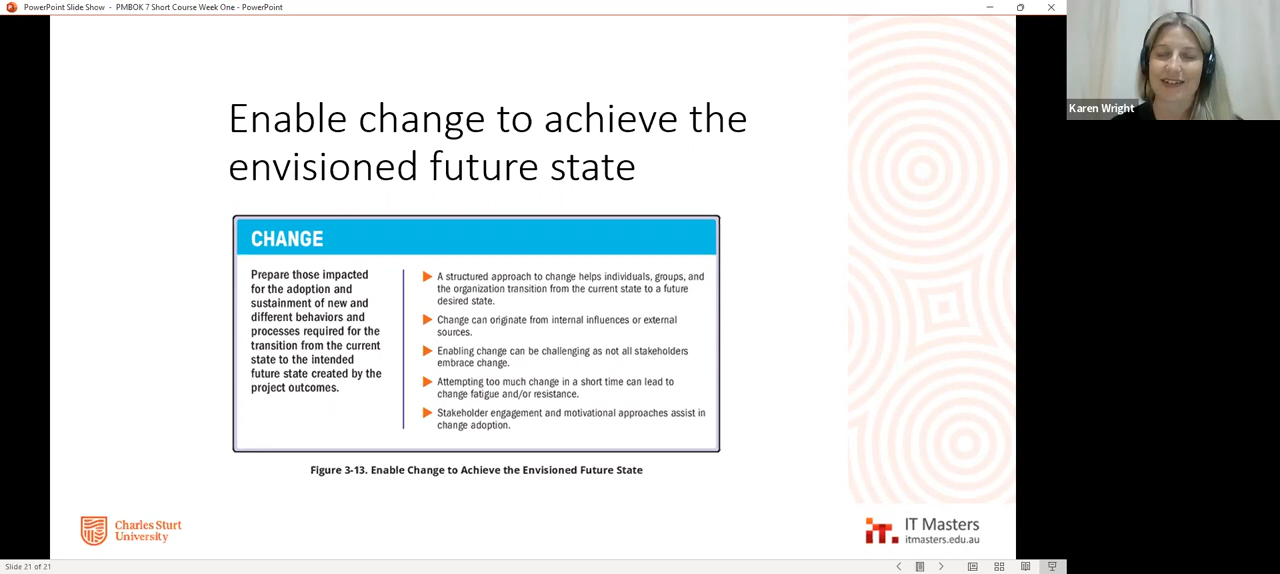 PowerPoint Slide Show - PMBOK 7 Short Course Week One - PowerPoint
Karen Wright
Enable change to achieve the
envisioned future state
CHANGE
Prepare those impacted
for the adoption and
sustainment of new and
different behaviors and
processes required for the
transition from the current
state to the intended
future state created by the
project outcomes.
A structured approach to change helps individuals, groups, and
the organization transition from the current state to a future
desired state.
Change can originate from internal influences or external
sources.
Enabling change can be challenging as not all stakeholders
embrace change.
Attempting too much change in a short time can lead to
change fatigue and/or resistance.
Stakeholder engagement and motivational approaches assist in
change adoption.
Figure 3-13. Enable Change to Achieve the Envisioned Future State
Charles Sturt
University
IT Masters
itmasters.edu.au
Slide 21 of 21